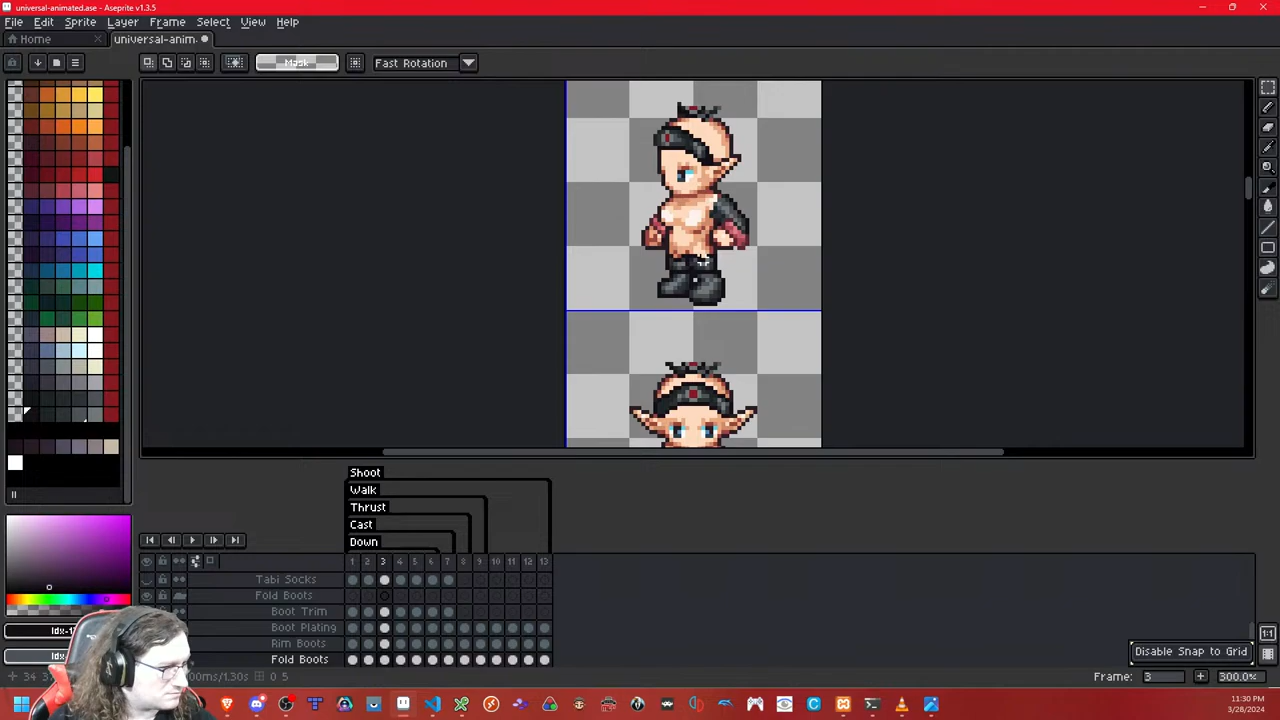 universal-animated.ase - Aseprite v1.3.5
File Edit Sprite Layer Frame Select View Help
Home universal-anim.
Mask Fast Rotation
Shoot
Walk
Thrust
Cast
Down
1 2 3 4 5 6 7 8 9 10 11 12 13
Tabi Socks
Fold Boots
Boot Trim
Boot Plating
Rim Boots
Fold Boots
Disable Snap to Grid
Frame: 3 300.0%
11:30 PM
3/28/2024
1:1